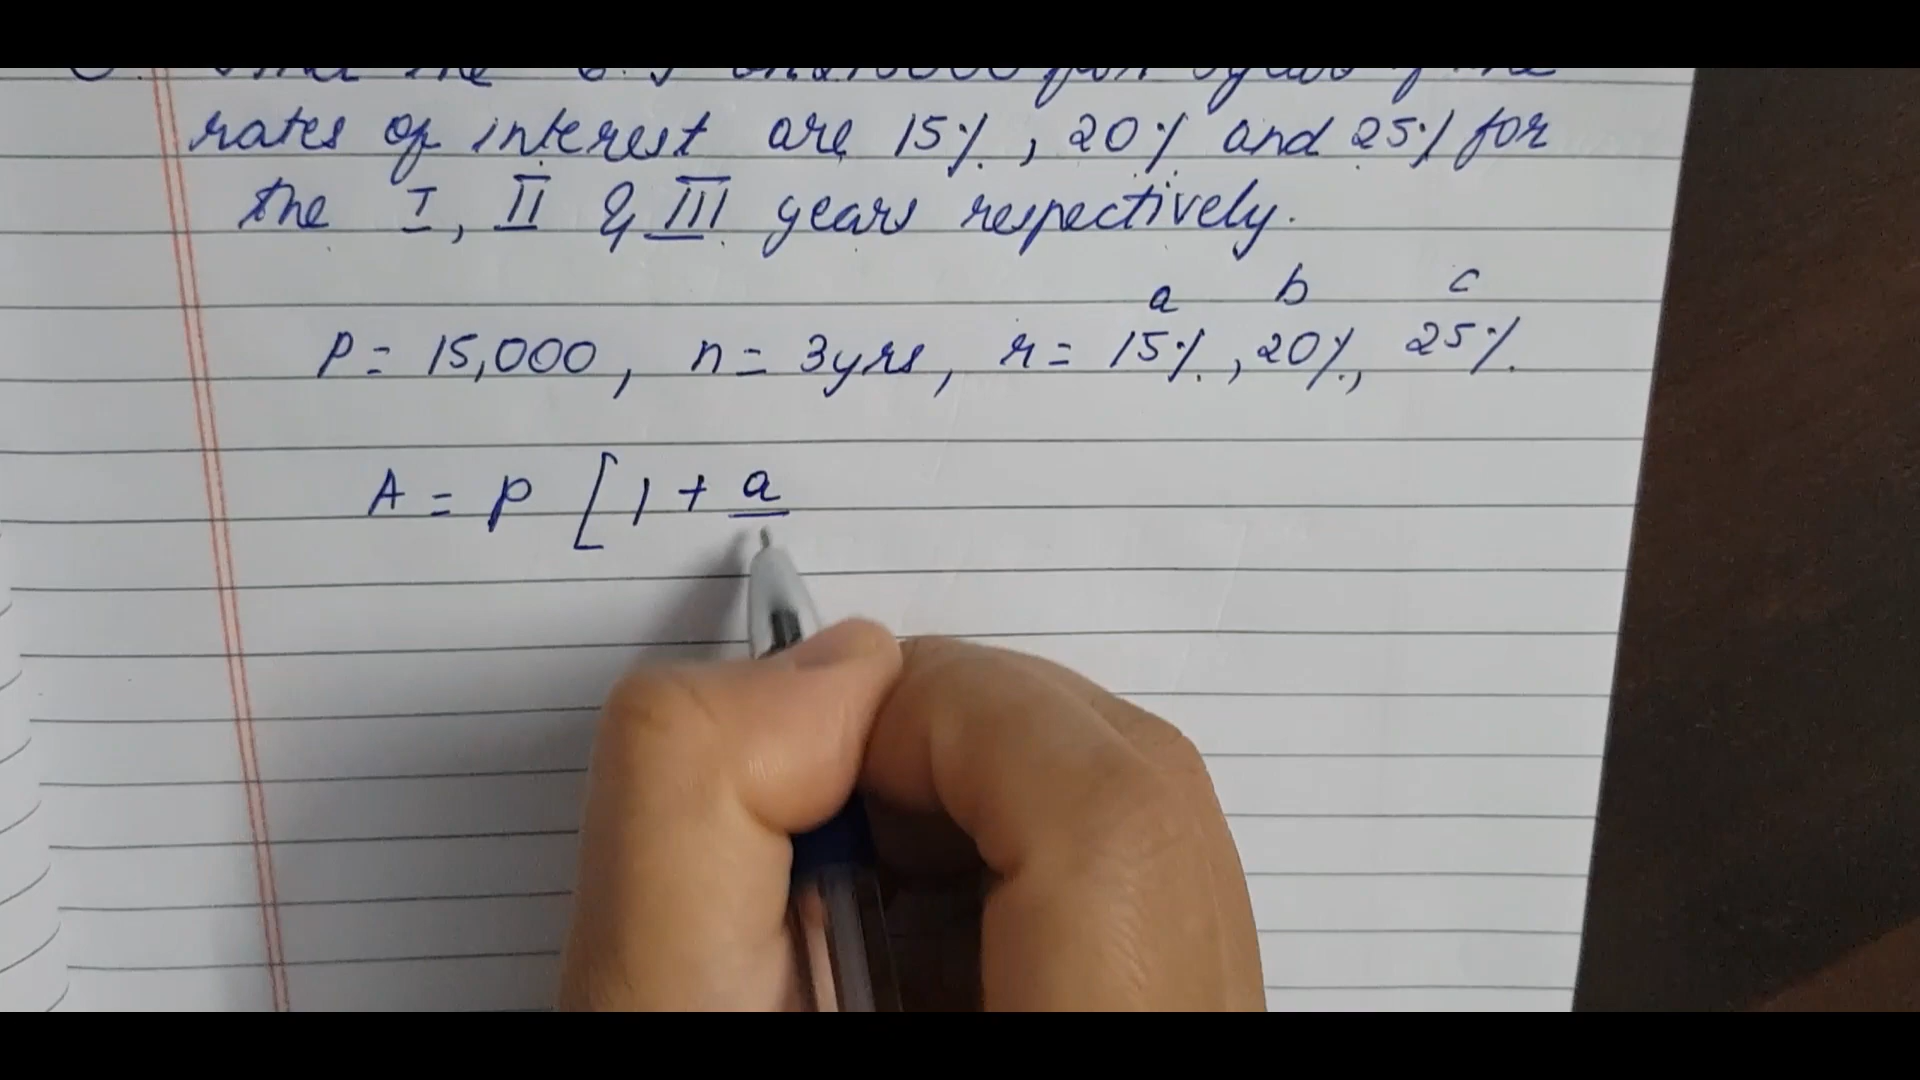 the
rates of interest are 15%, 20% and 25% for
the I, II & III years respectively.
a b c
P = 15,000, n = 3yrs, r = 15%, 20%, 25%.
A = P [1 + a